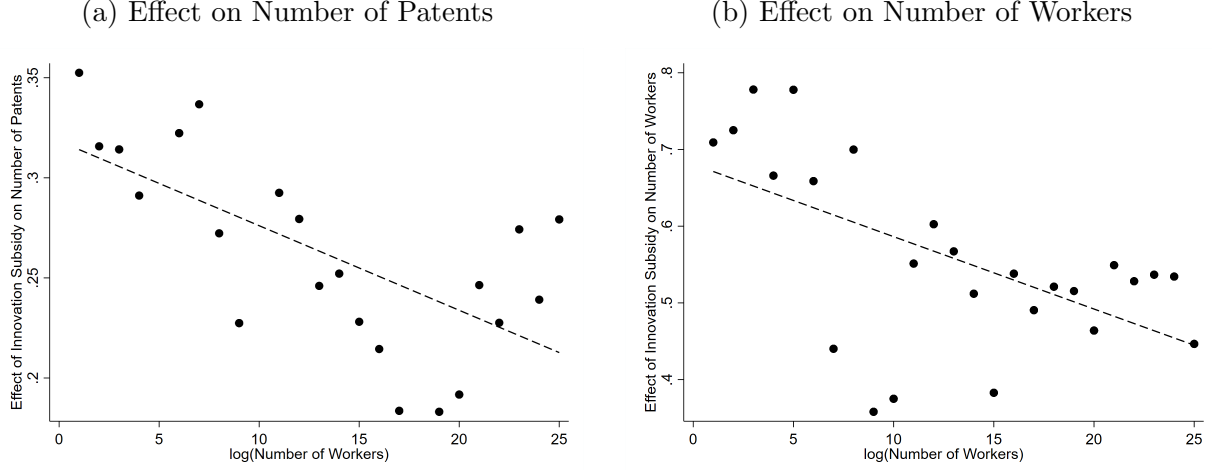 (a) Effect on Number of Patents
Effect of Innovation Subsidy on Number of Patents
.35
.3
.25
.2
0 5 10 15 20 25
log(Number of Workers)
(b) Effect on Number of Workers
Effect of Innovation Subsidy on Number of Workers
.8
.7
.6
.5
.4
0 5 10 15 20 25
log(Number of Workers)